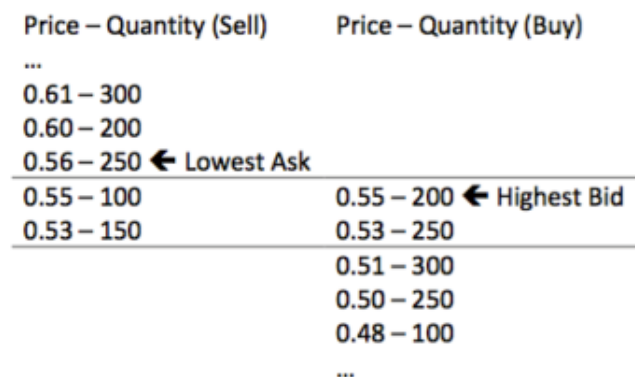 Price – Quantity (Sell) Price – Quantity (Buy)
...
0.61 – 300
0.60 – 200
0.56 – 250 🡸 Lowest Ask
0.55 – 100 0.55 – 200 🡸 Highest Bid
0.53 – 150 0.53 – 250
0.51 – 300
0.50 – 250
0.48 – 100
...